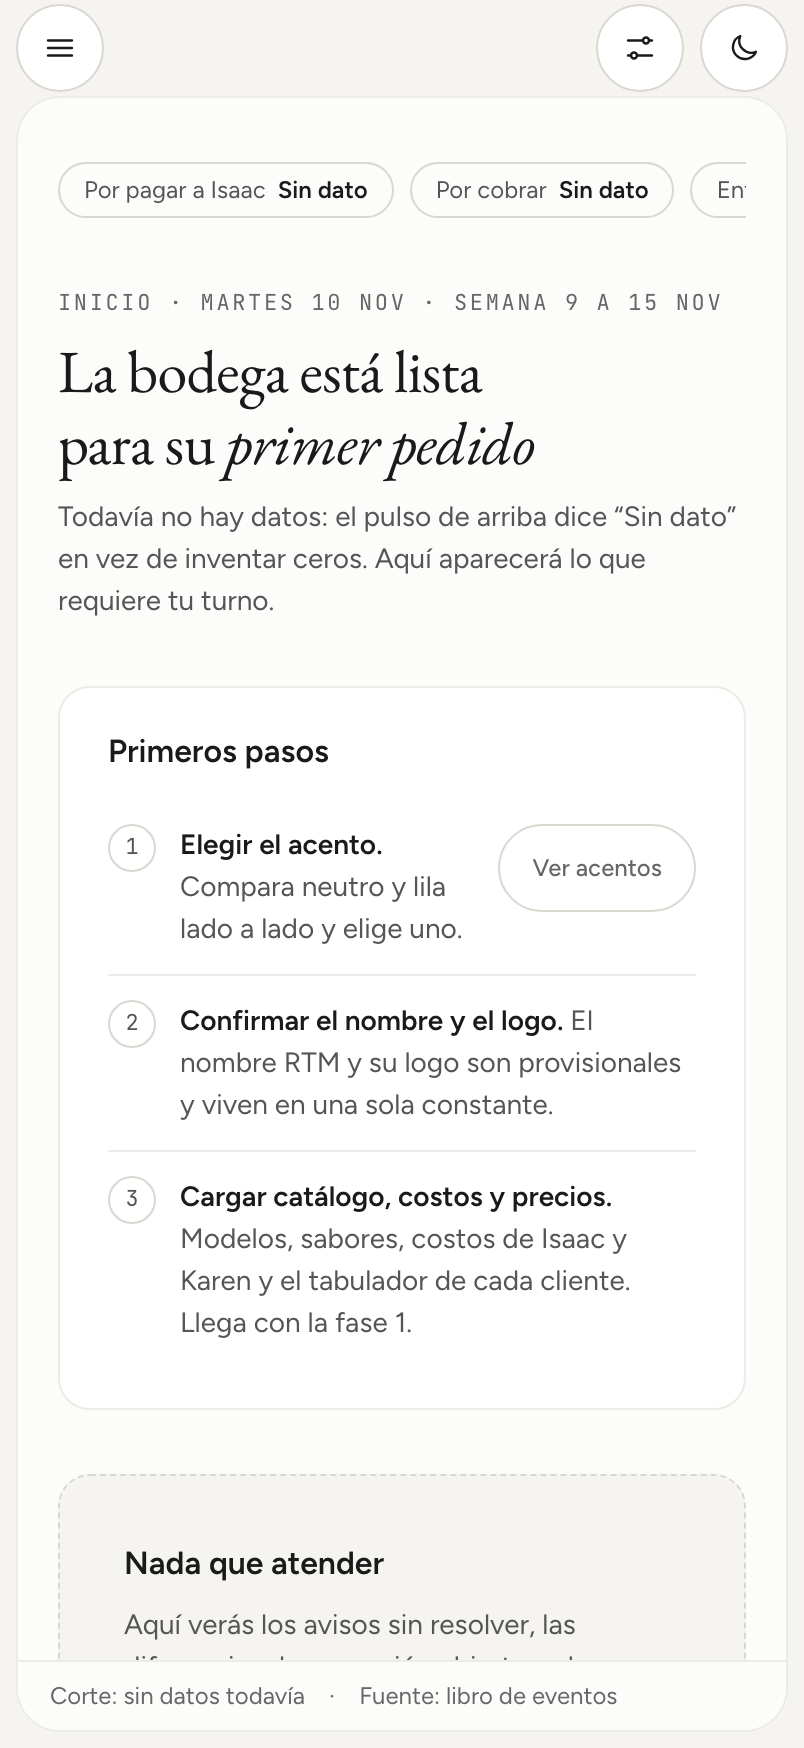 Por pagar a Isaac Sin dato
Por cobrar Sin dato
INICIO · MARTES 10 NOV · SEMANA 9 A 15 NOV
La bodega está lista
para su primer pedido
Todavía no hay datos: el pulso de arriba dice “Sin dato”
en vez de inventar ceros. Aquí aparecerá lo que
requiere tu turno.
Primeros pasos
1
Elegir el acento.
Compara neutro y lila
lado a lado y elige uno.
Ver acentos
2
Confirmar el nombre y el logo. El
nombre RTM y su logo son provisionales
y viven en una sola constante.
3
Cargar catálogo, costos y precios.
Modelos, sabores, costos de Isaac y
Karen y el tabulador de cada cliente.
Llega con la fase 1.
Nada que atender
Aquí verás los avisos sin resolver, las
Corte: sin datos todavía · Fuente: libro de eventos